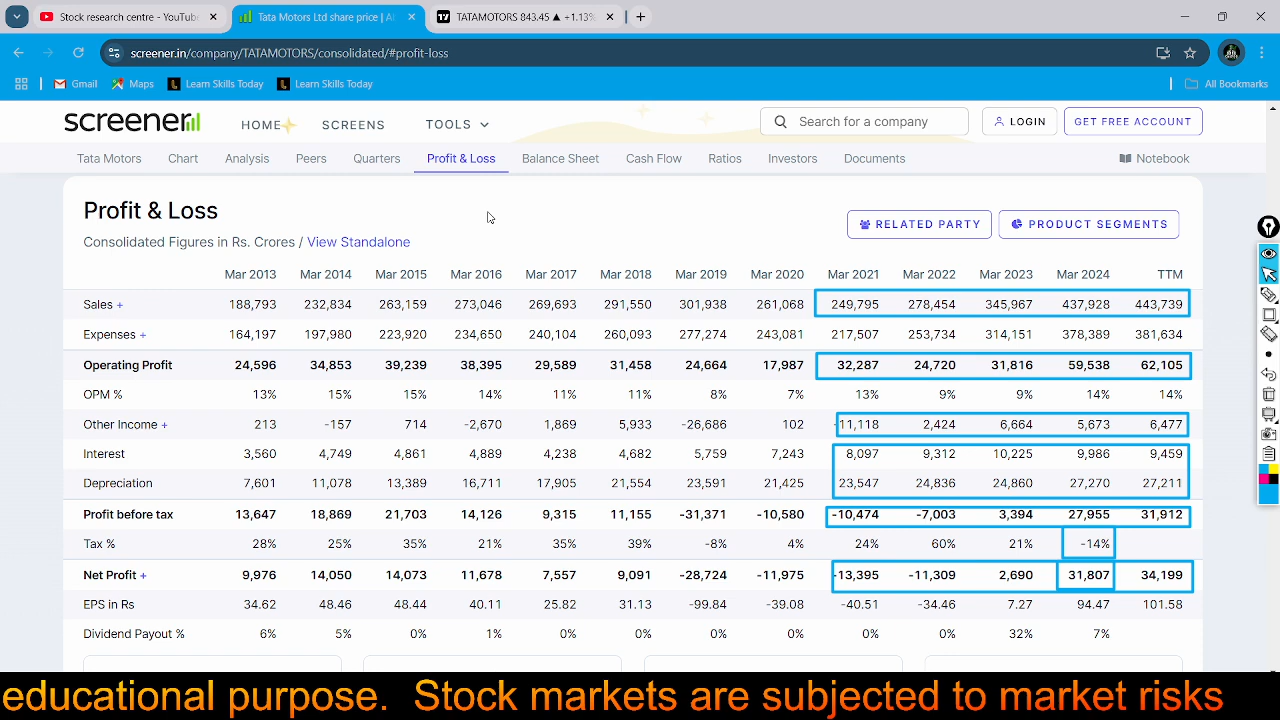 Stock research centre - YouTube
Tata Motors Ltd share price |
TATAMOTORS 843.45 ▲ +1.13%
screener.in/company/TATAMOTORS/consolidated/#profit-loss
Gmail Maps Learn Skills Today Learn Skills Today All Bookmarks
screener HOME SCREENS TOOLS Search for a company LOGIN GET FREE ACCOUNT
Tata Motors Chart Analysis Peers Quarters Profit & Loss Balance Sheet Cash Flow Ratios Investors Documents Notebook
Profit & Loss
RELATED PARTY PRODUCT SEGMENTS
Consolidated Figures in Rs. Crores / View Standalone
Mar 2013 Mar 2014 Mar 2015 Mar 2016 Mar 2017 Mar 2018 Mar 2019 Mar 2020 Mar 2021 Mar 2022 Mar 2023 Mar 2024 TTM
Sales + 188,793 232,834 263,159 273,046 269,693 291,550 301,938 261,068 249,795 278,454 345,967 437,928 443,739
Expenses + 164,197 197,980 223,920 234,650 240,104 260,093 277,274 243,081 217,507 253,734 314,151 378,389 381,634
Operating Profit 24,596 34,853 39,239 38,395 29,589 31,458 24,664 17,987 32,287 24,720 31,816 59,538 62,105
OPM % 13% 15% 15% 14% 11% 11% 8% 7% 13% 9% 9% 14% 14%
Other Income + 213 -157 714 -2,670 1,869 5,933 -26,686 102 -11,118 2,424 6,664 5,673 6,477
Interest 3,560 4,749 4,861 4,889 4,238 4,682 5,759 7,243 8,097 9,312 10,225 9,986 9,459
Depreciation 7,601 11,078 13,389 16,711 17,905 21,554 23,591 21,425 23,547 24,836 24,860 27,270 27,211
Profit before tax 13,647 18,869 21,703 14,126 9,315 11,155 -31,371 -10,580 -10,474 -7,003 3,394 27,955 31,912
Tax % 28% 25% 35% 21% 35% 39% -8% 4% 24% 60% 21% -14%
Net Profit + 9,976 14,050 14,073 11,678 7,557 9,091 -28,724 -11,975 -13,395 -11,309 2,690 31,807 34,199
EPS in Rs 34.62 48.46 48.44 40.11 25.82 31.13 -99.84 -39.08 -40.51 -34.46 7.27 94.47 101.58
Dividend Payout % 6% 5% 0% 1% 0% 0% 0% 0% 0% 0% 32% 7%
educational purpose. Stock markets are subjected to market risks